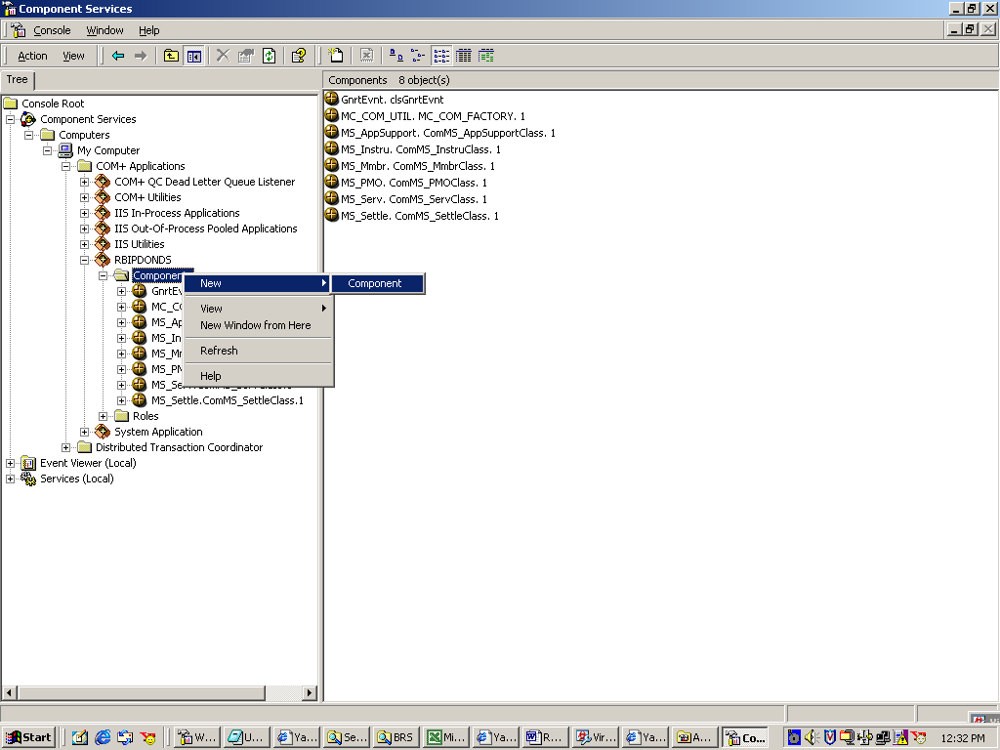 Component Services
Console Window Help
Action View
Tree
Components 8 object(s)
Console Root
Component Services
Computers
My Computer
COM+ Applications
COM+ QC Dead Letter Queue Listener
COM+ Utilities
IIS In-Process Applications
IIS Out-Of-Process Pooled Applications
IIS Utilities
RBIPDONDS
Componen
GnrtEv
MC_CO
MS_Ap
MS_In
MS_Mm
MS_PM
MS_Settle.ComMS_SettleClass.1
Roles
System Application
Distributed Transaction Coordinator
Event Viewer (Local)
Services (Local)
New
View
New Window from Here
Refresh
Help
Component
GnrtEvnt. clsGnrtEvnt
MC_COM_UTIL. MC_COM_FACTORY. 1
MS_AppSupport. ComMS_AppSupportClass. 1
MS_Instru. ComMS_InstruClass. 1
MS_Mmbr. ComMS_MmbrClass. 1
MS_PMO. ComMS_PMOClass. 1
MS_Serv. ComMS_ServClass. 1
MS_Settle. ComMS_SettleClass. 1
Start W... U... Ya... Se... BRS Mi... Ya... R... Vir... Ya... A... Co... 12:32 PM